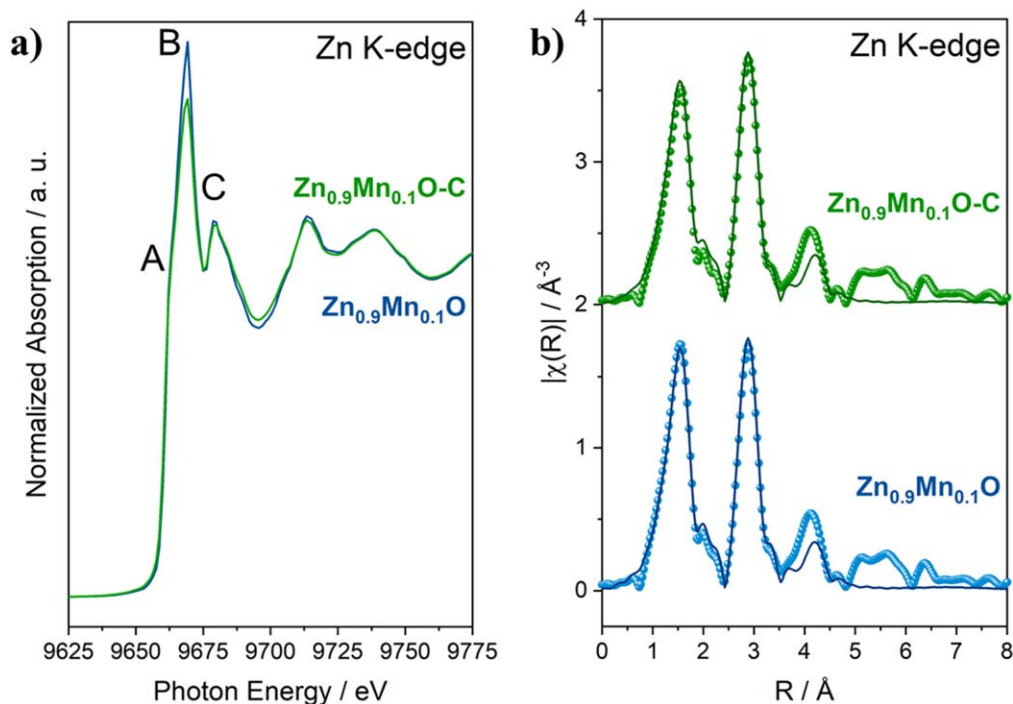 a)
Zn K-edge
B
C
A
Zn0.9Mn0.1O-C
Zn0.9Mn0.1O
Normalized Absorption / a. u.
9625 9650 9675 9700 9725 9750 9775
Photon Energy / eV
b)
Zn K-edge
4
3
2
1
0
Zn0.9Mn0.1O-C
Zn0.9Mn0.1O
|χ(R)| / Å-3
0 1 2 3 4 5 6 7 8
R / Å